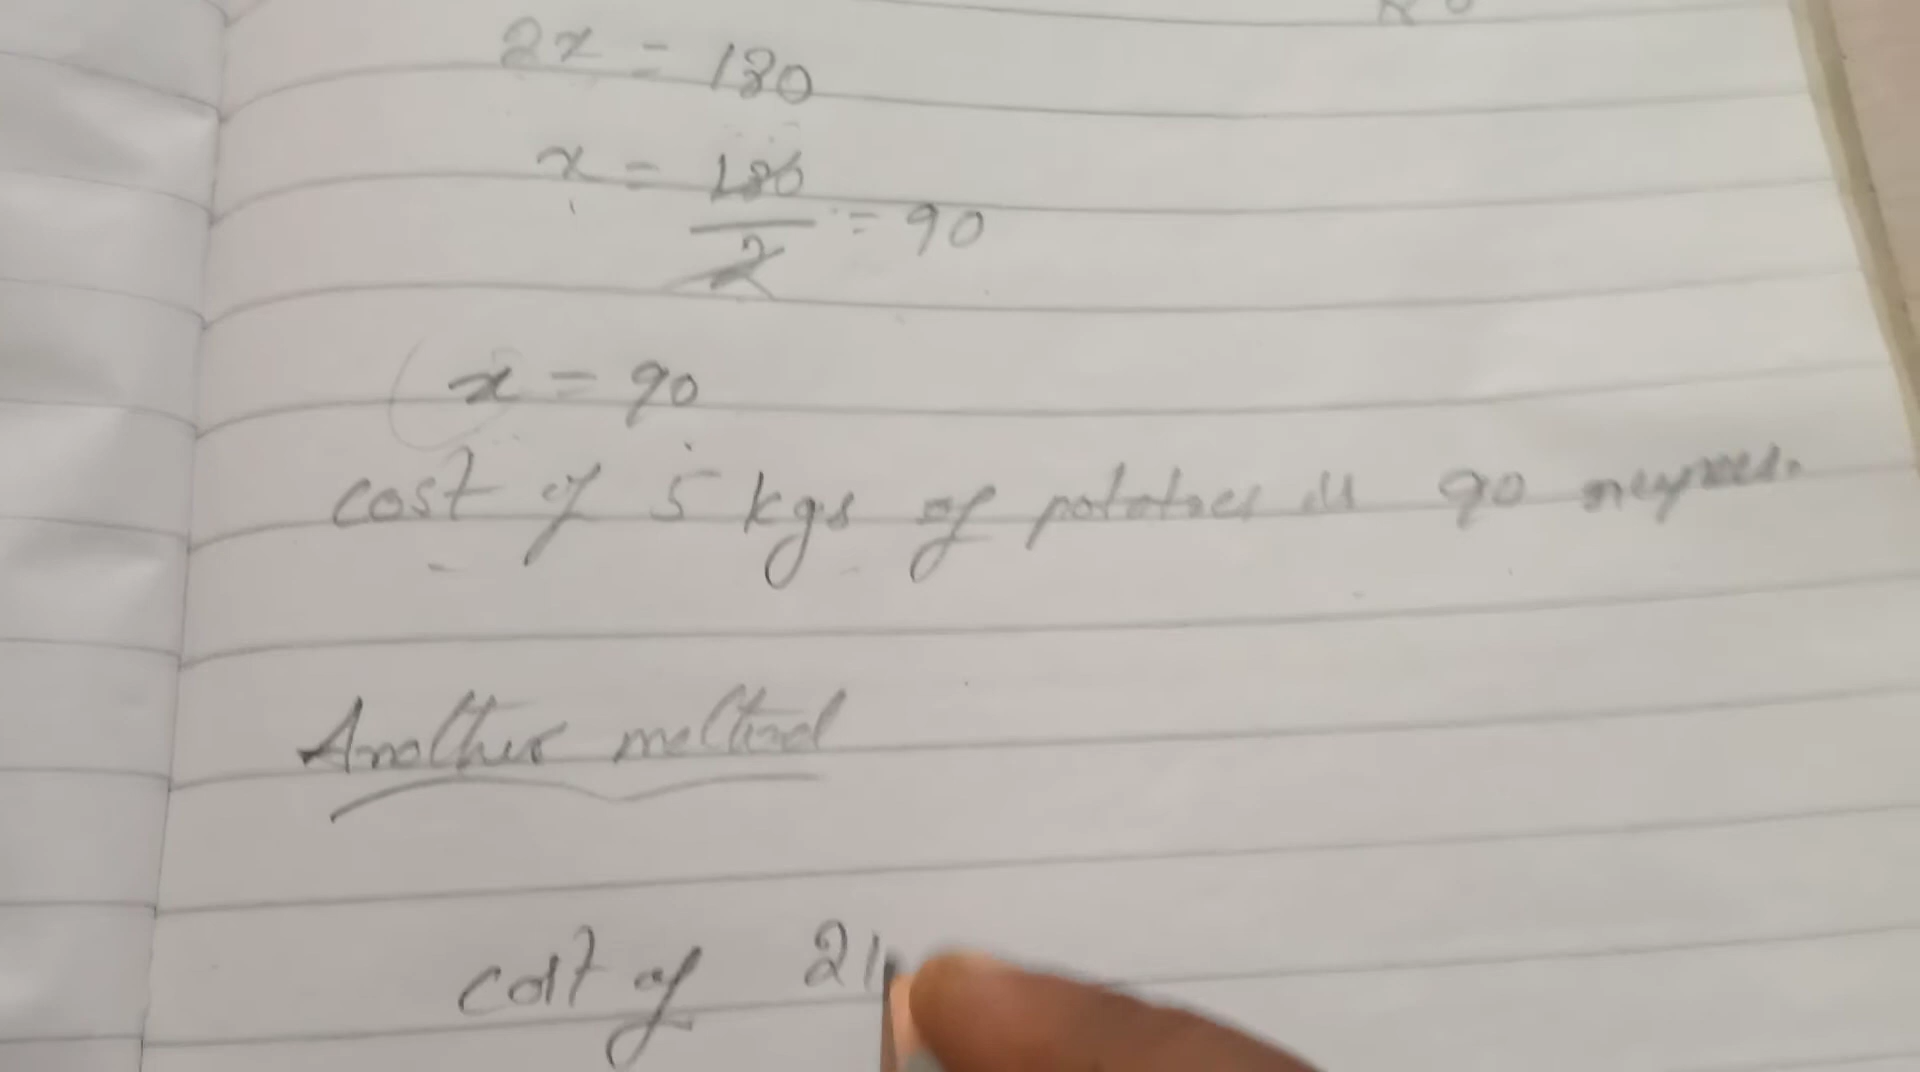 2x = 180
x = 180
= 90
2
x = 90
cost of 5 kgs of potatoes is 90 rupees.
Another method
cost of 2k